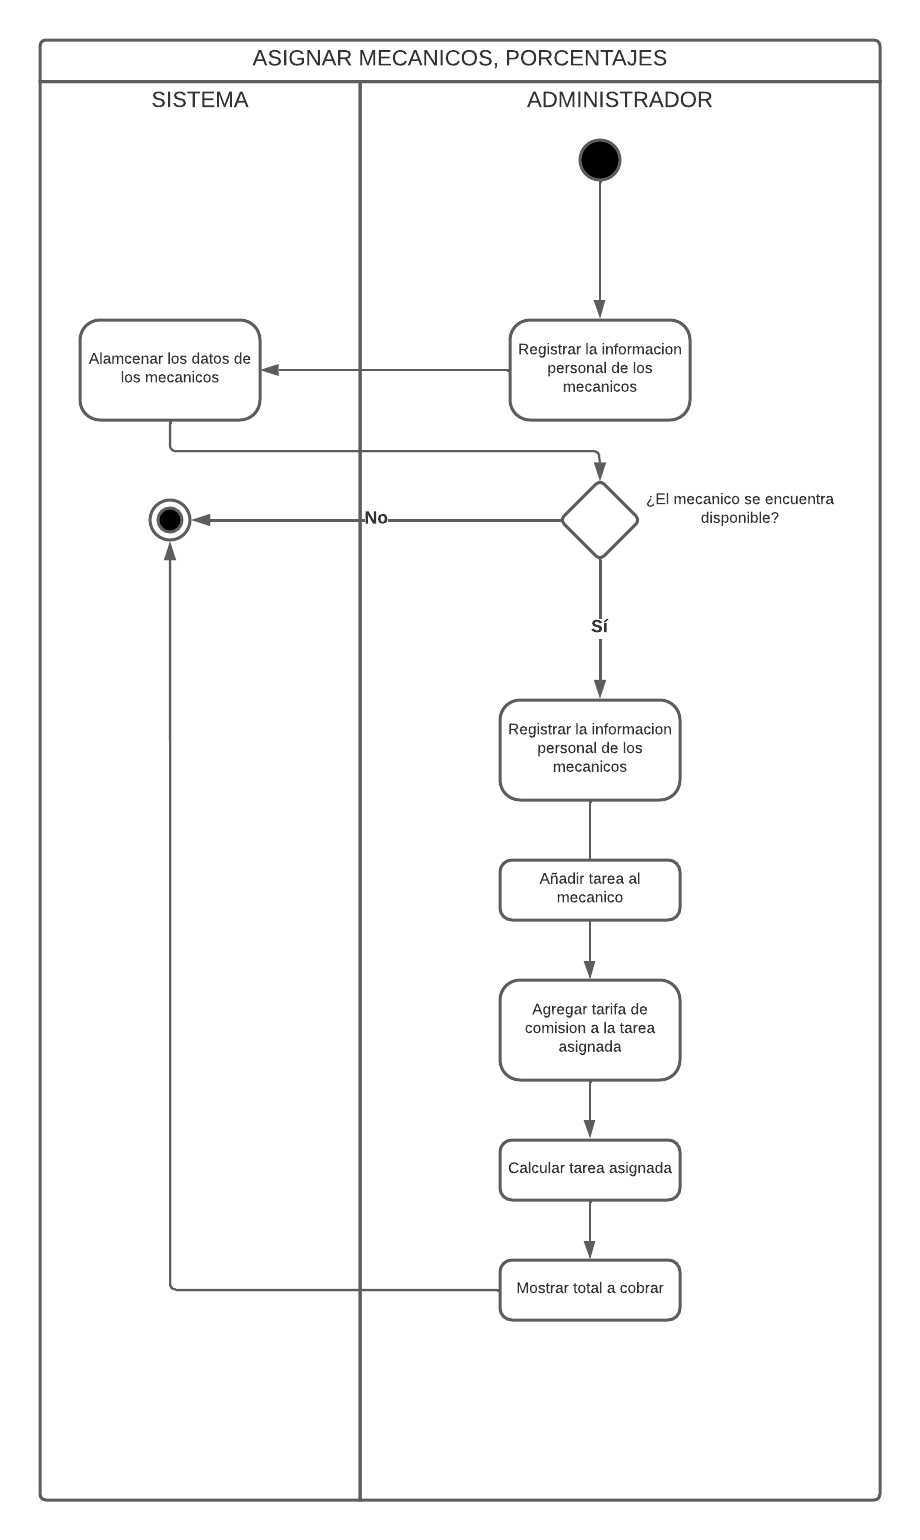 ASIGNAR MECANICOS, PORCENTAJES
SISTEMA
ADMINISTRADOR
Alamcenar los datos de
los mecanicos
Registrar la informacion
personal de los
mecanicos
¿El mecanico se encuentra
disponible?
No
Sí
Registrar la informacion
personal de los
mecanicos
Añadir tarea al
mecanico
Agregar tarifa de
comision a la tarea
asignada
Calcular tarea asignada
Mostrar total a cobrar